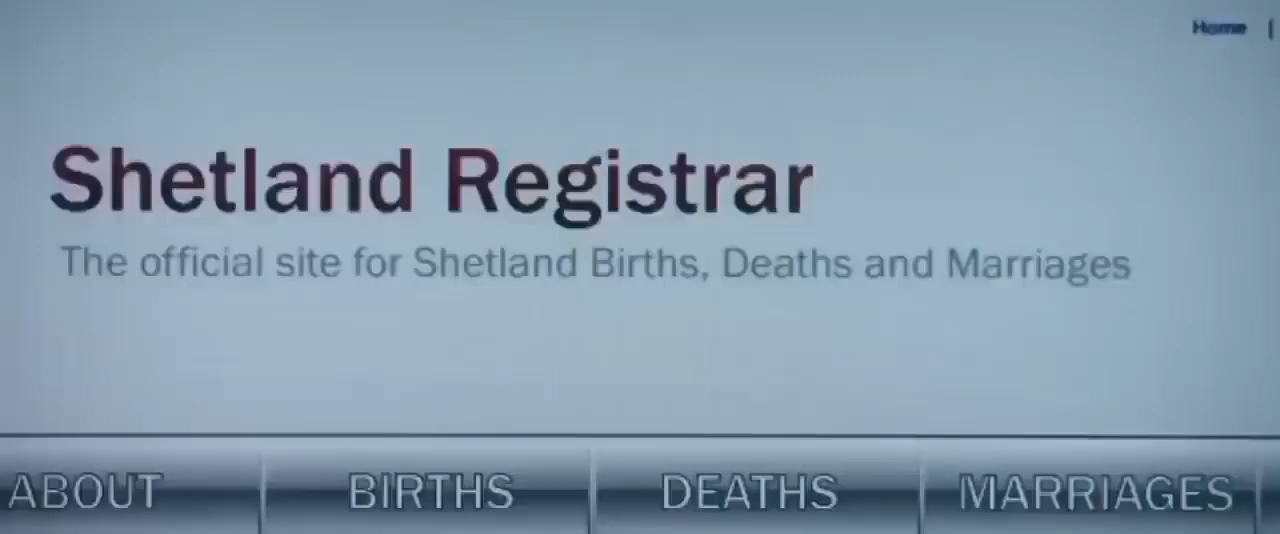 Home |
Shetland Registrar
The official site for Shetland Births, Deaths and Marriages
ABOUT BIRTHS DEATHS MARRIAGES